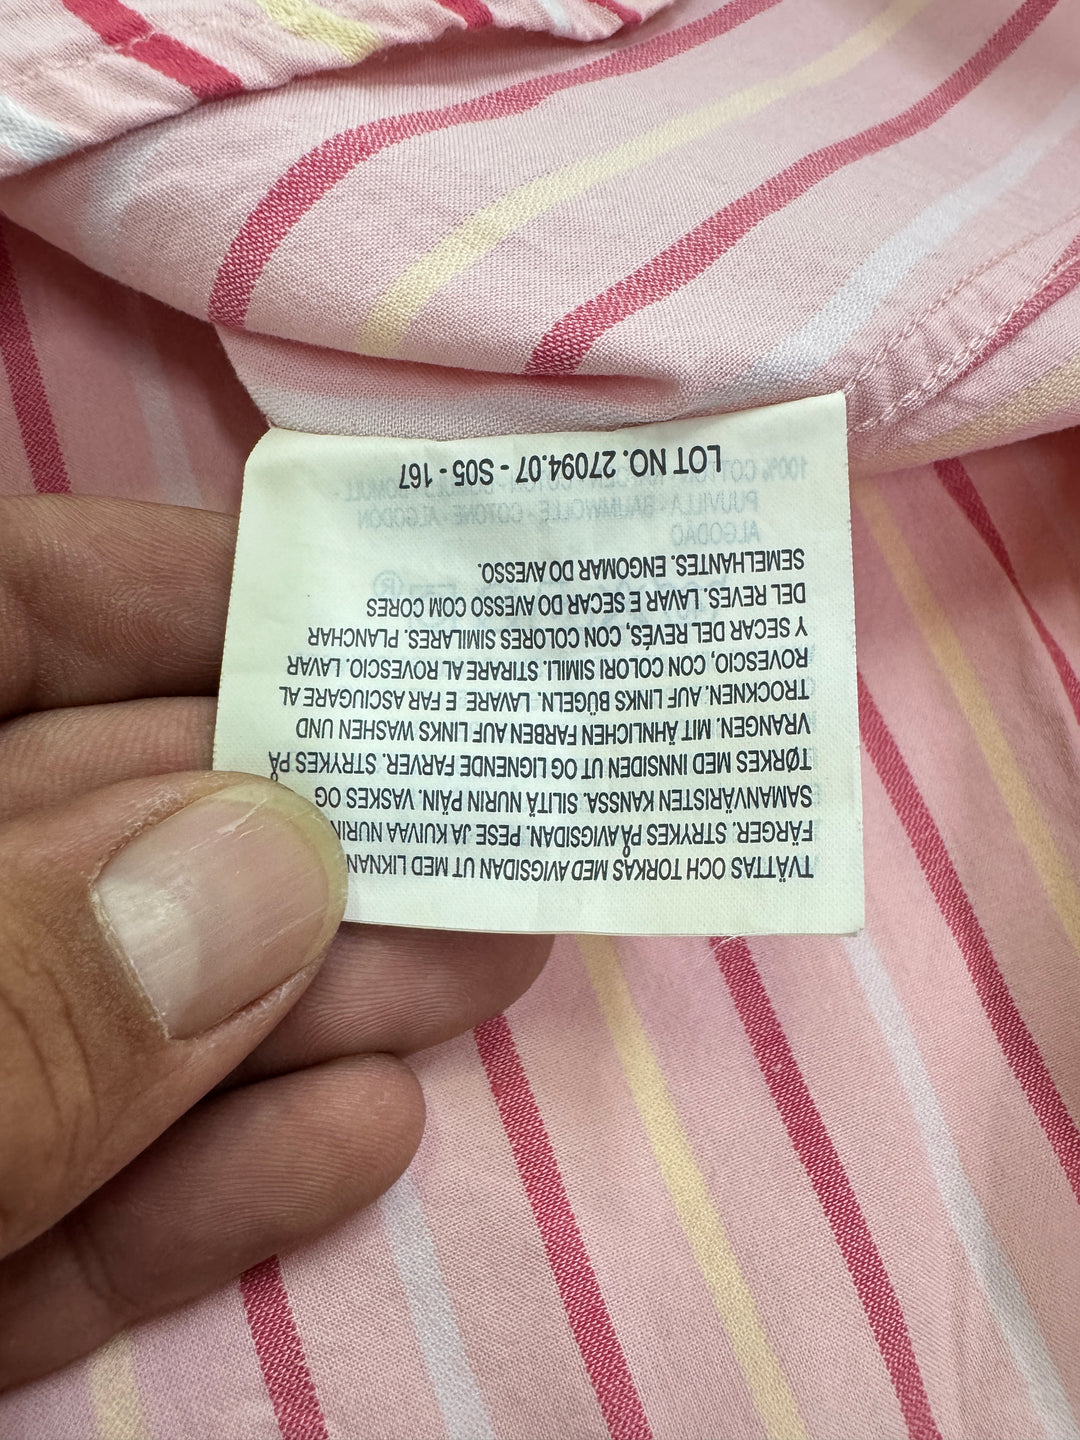 TVÄTTAS OCH TORKAS MED AVIGSIDAN UT MED LIKNAN
FÄRGER. STRYKES PÅ AVIGSIDAN. PESE JA KUIVAA NURIN
SAMANVÄRISTEN KANSSA. SILITÄ NURIN PÄIN. VASKES OG
TØRKES MED INNSIDEN UT OG LIGNENDE FARVER. STRYKES PÅ
VRANGEN. MIT ÄHNLICHEN FARBEN AUF LINKS WASHEN UND
TROCKNEN. AUF LINKS BÜGELN. LAVARE E FAR ASCIUGARE AL
ROVESCIO, CON COLORI SIMILI. STIRARE AL ROVESCIO. LAVAR
Y SECAR DEL REVÉS, CON COLORES SIMILARES. PLANCHAR
DEL REVES. LAVAR E SECAR DO AVESSO COM CORES
SEMELHANTES. ENGOMAR DO AVESSO.
LOT NO. 27094.07 - S05 - 167